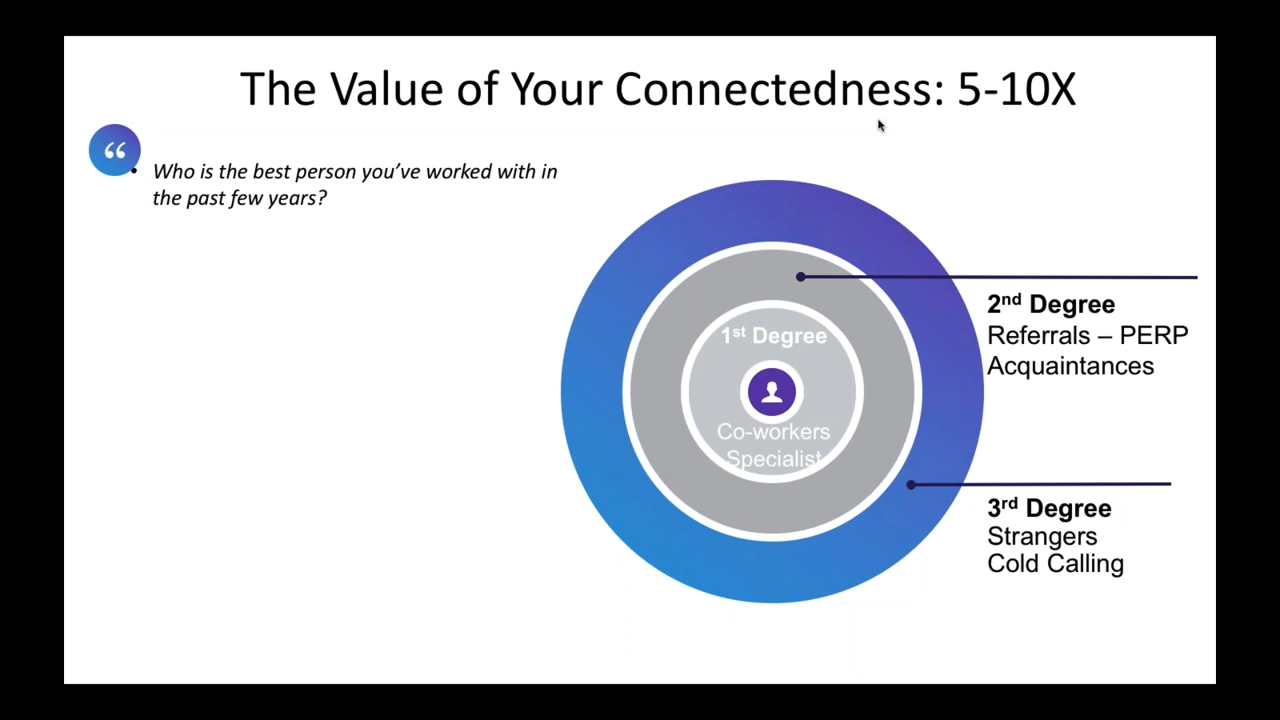 The Value of Your Connectedness: 5-10X
“
• Who is the best person you’ve worked with in
the past few years?
1st Degree
Co-workers
Specialist
2nd Degree
Referrals – PERP
Acquaintances
3rd Degree
Strangers
Cold Calling